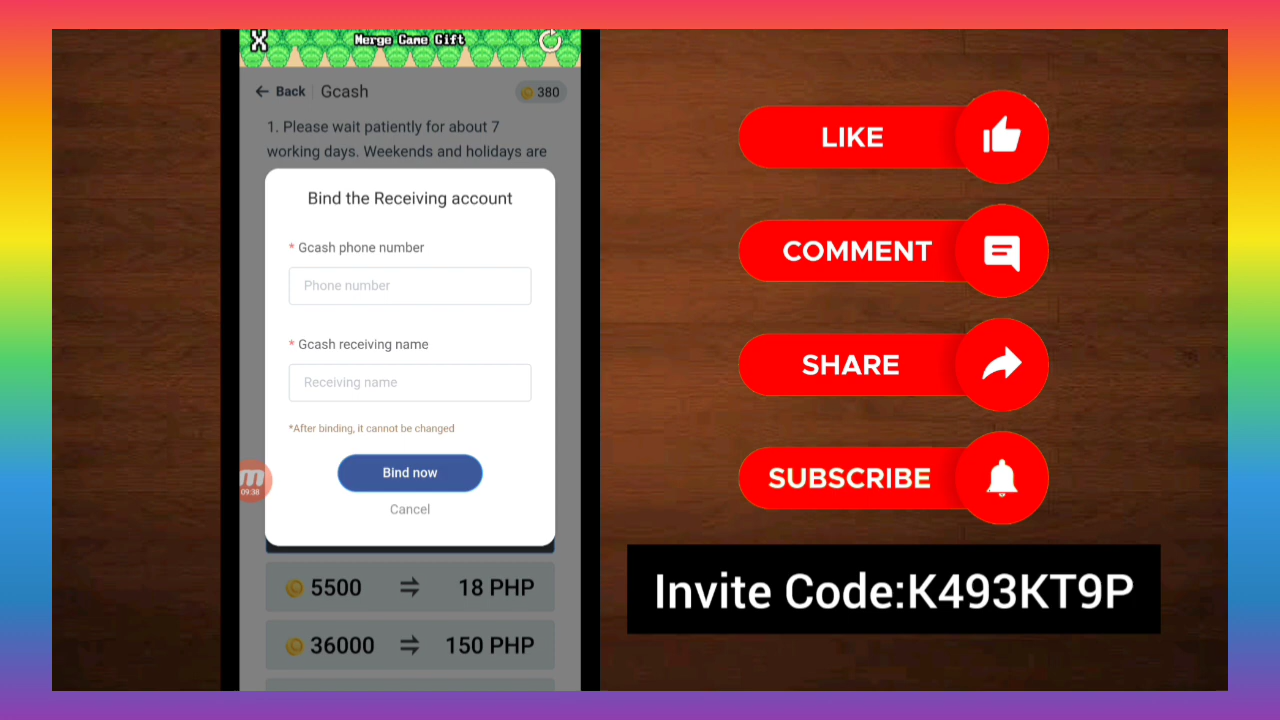 X
Merge Game Gift
Back
Gcash
380
1. Please wait patiently for about 7
working days. Weekends and holidays are
Bind the Receiving account
* Gcash phone number
Phone number
* Gcash receiving name
Receiving name
*After binding, it cannot be changed
Bind now
Cancel
09:38
5500 18 PHP
36000 150 PHP
LIKE
COMMENT
SHARE
SUBSCRIBE
Invite Code:K493KT9P